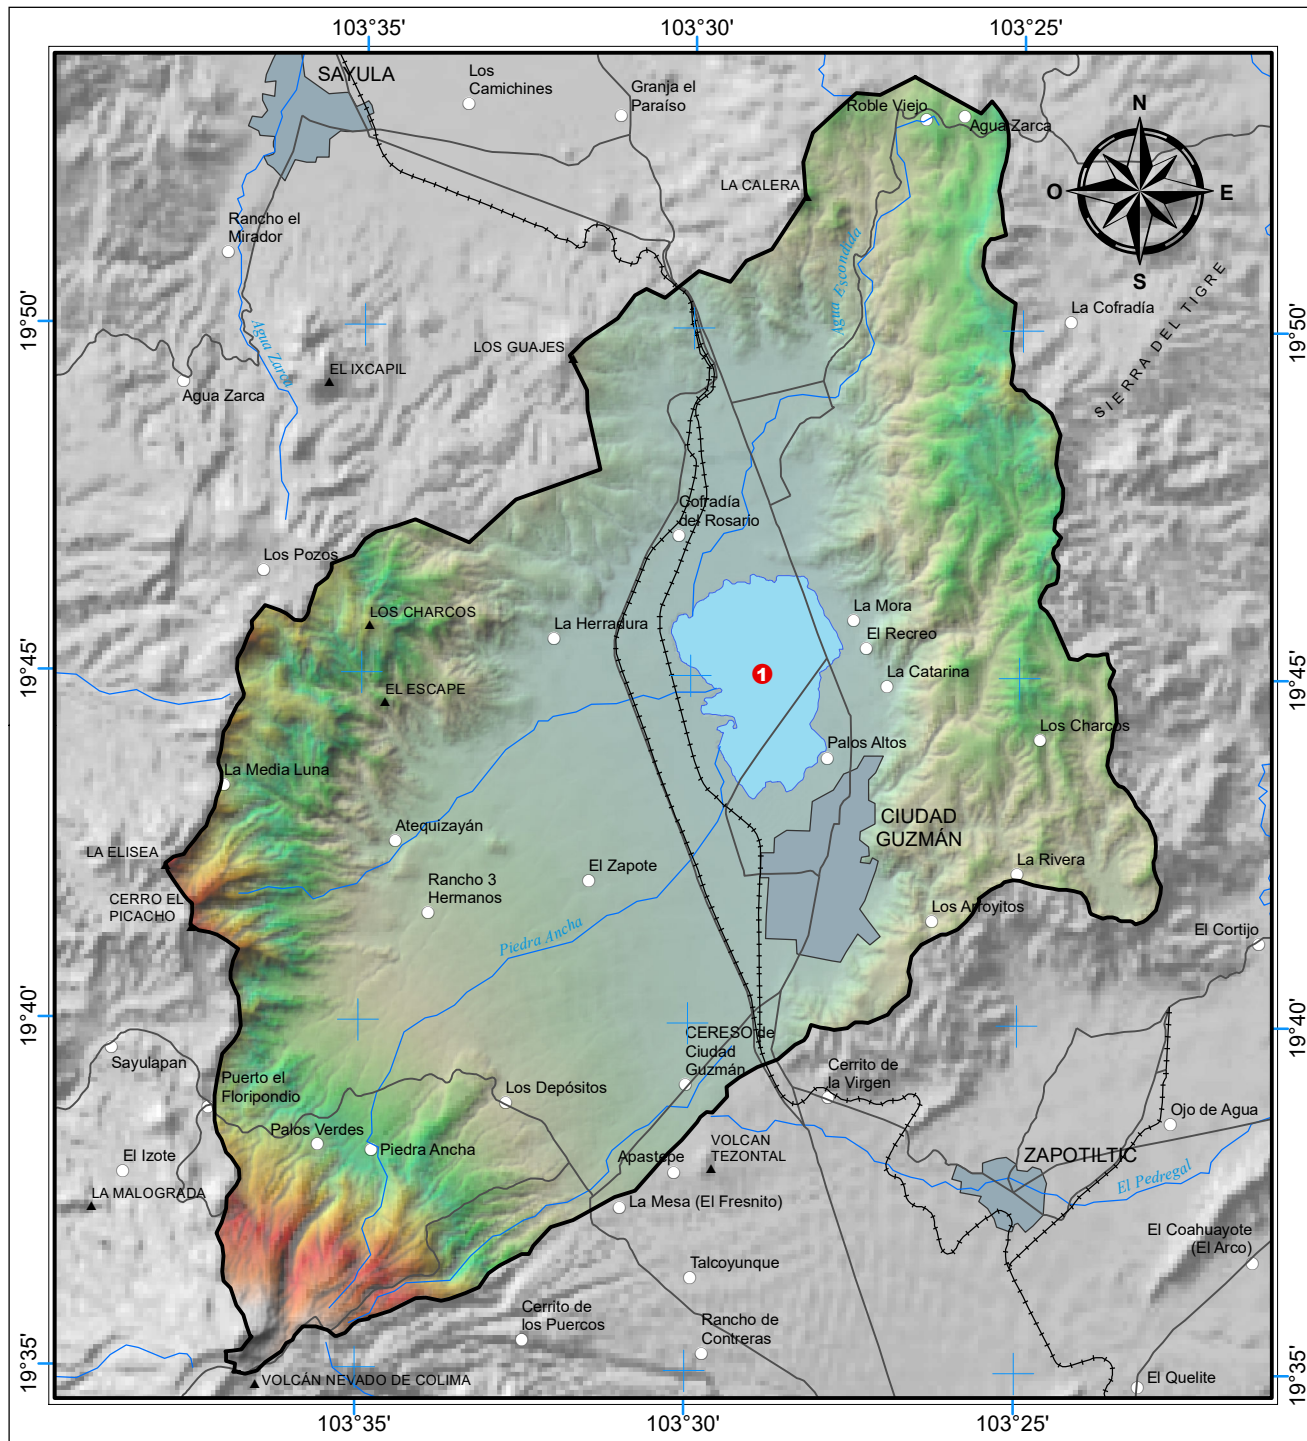 103°35'
103°30'
103°25'
SAYULA
Los
Camichines
Granja el
Paraíso
Roble Viejo
Agua Zarca
N
O
E
S
LA CALERA
Rancho el
Mirador
Agua Escondida
SIERRA DEL TIGRE
La Cofradía
19°50'
19°50'
Agua Zarca
LOS GUAJES
EL IXCAPIL
Agua Zarca
Cofradía
del Rosario
Los Pozos
LOS CHARCOS
La Herradura
La Mora
El Recreo
19°45'
19°45'
1
La Catarina
EL ESCAPE
Los Charcos
Palos Altos
La Media Luna
CIUDAD
GUZMÁN
Atequizayán
LA ELISEA
El Zapote
La Rivera
Rancho 3
Hermanos
CERRO EL
PICACHO
Los Arroyitos
Piedra Ancha
El Cortijo
19°40'
19°40'
CERESO de
Ciudad
Guzmán
Sayulapan
Cerrito de
la Virgen
Puerto el
Floripondio
Los Depósitos
Ojo de Agua
Palos Verdes
Piedra Ancha
VOLCAN
TEZONTAL
El Izote
Apastepe
ZAPOTILTIC
El Pedregal
LA MALOGRADA
La Mesa (El Fresnito)
El Coahuayote
(El Arco)
Talcoyunque
Cerrito de
los Puercos
Rancho de
Contreras
19°35'
19°35'
VOLCÁN NEVADO DE COLIMA
El Quelite
103°35'
103°30'
103°25'